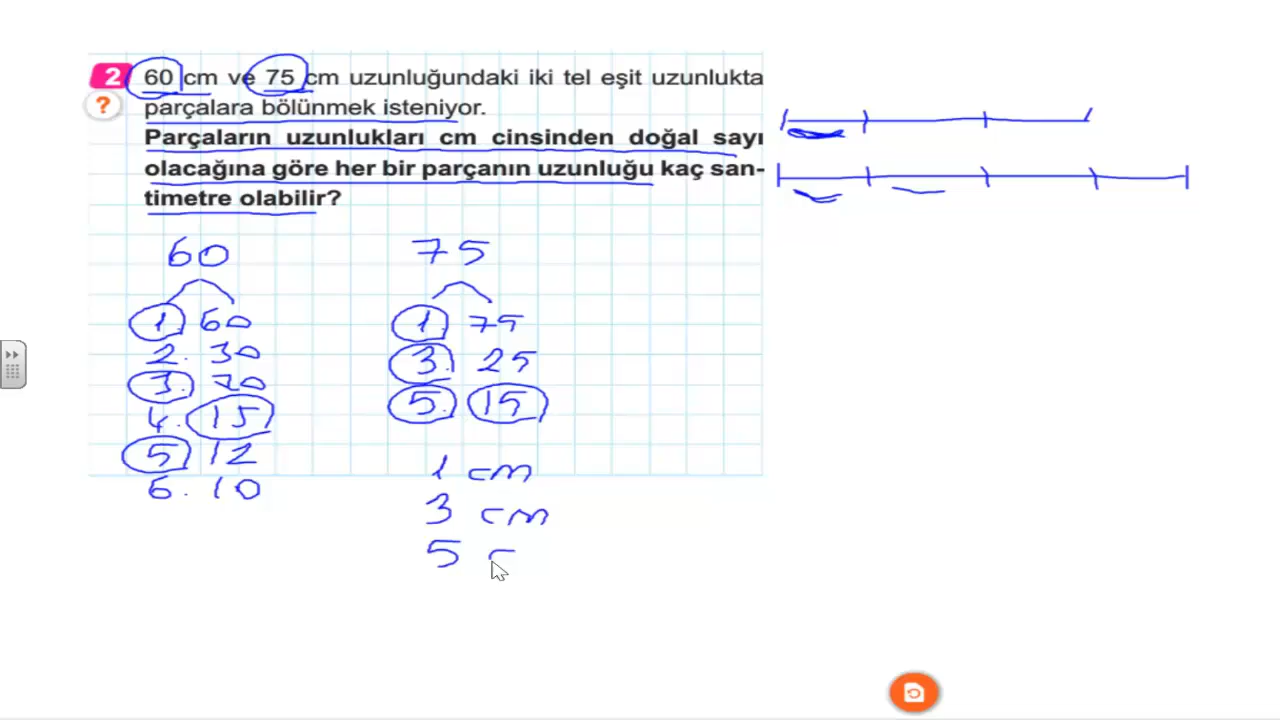 2 60 cm ve 75 cm uzunluğundaki iki tel eşit uzunlukta
? parçalara bölünmek isteniyor.
Parçaların uzunlukları cm cinsinden doğal sayı
olacağına göre her bir parçanın uzunluğu kaç san-
timetre olabilir?
60
1. 60
2. 30
3. 20
4. 15
5 12
6. 10
75
1. 75
3. 25
5. 15
1 cm
3 cm
5 c